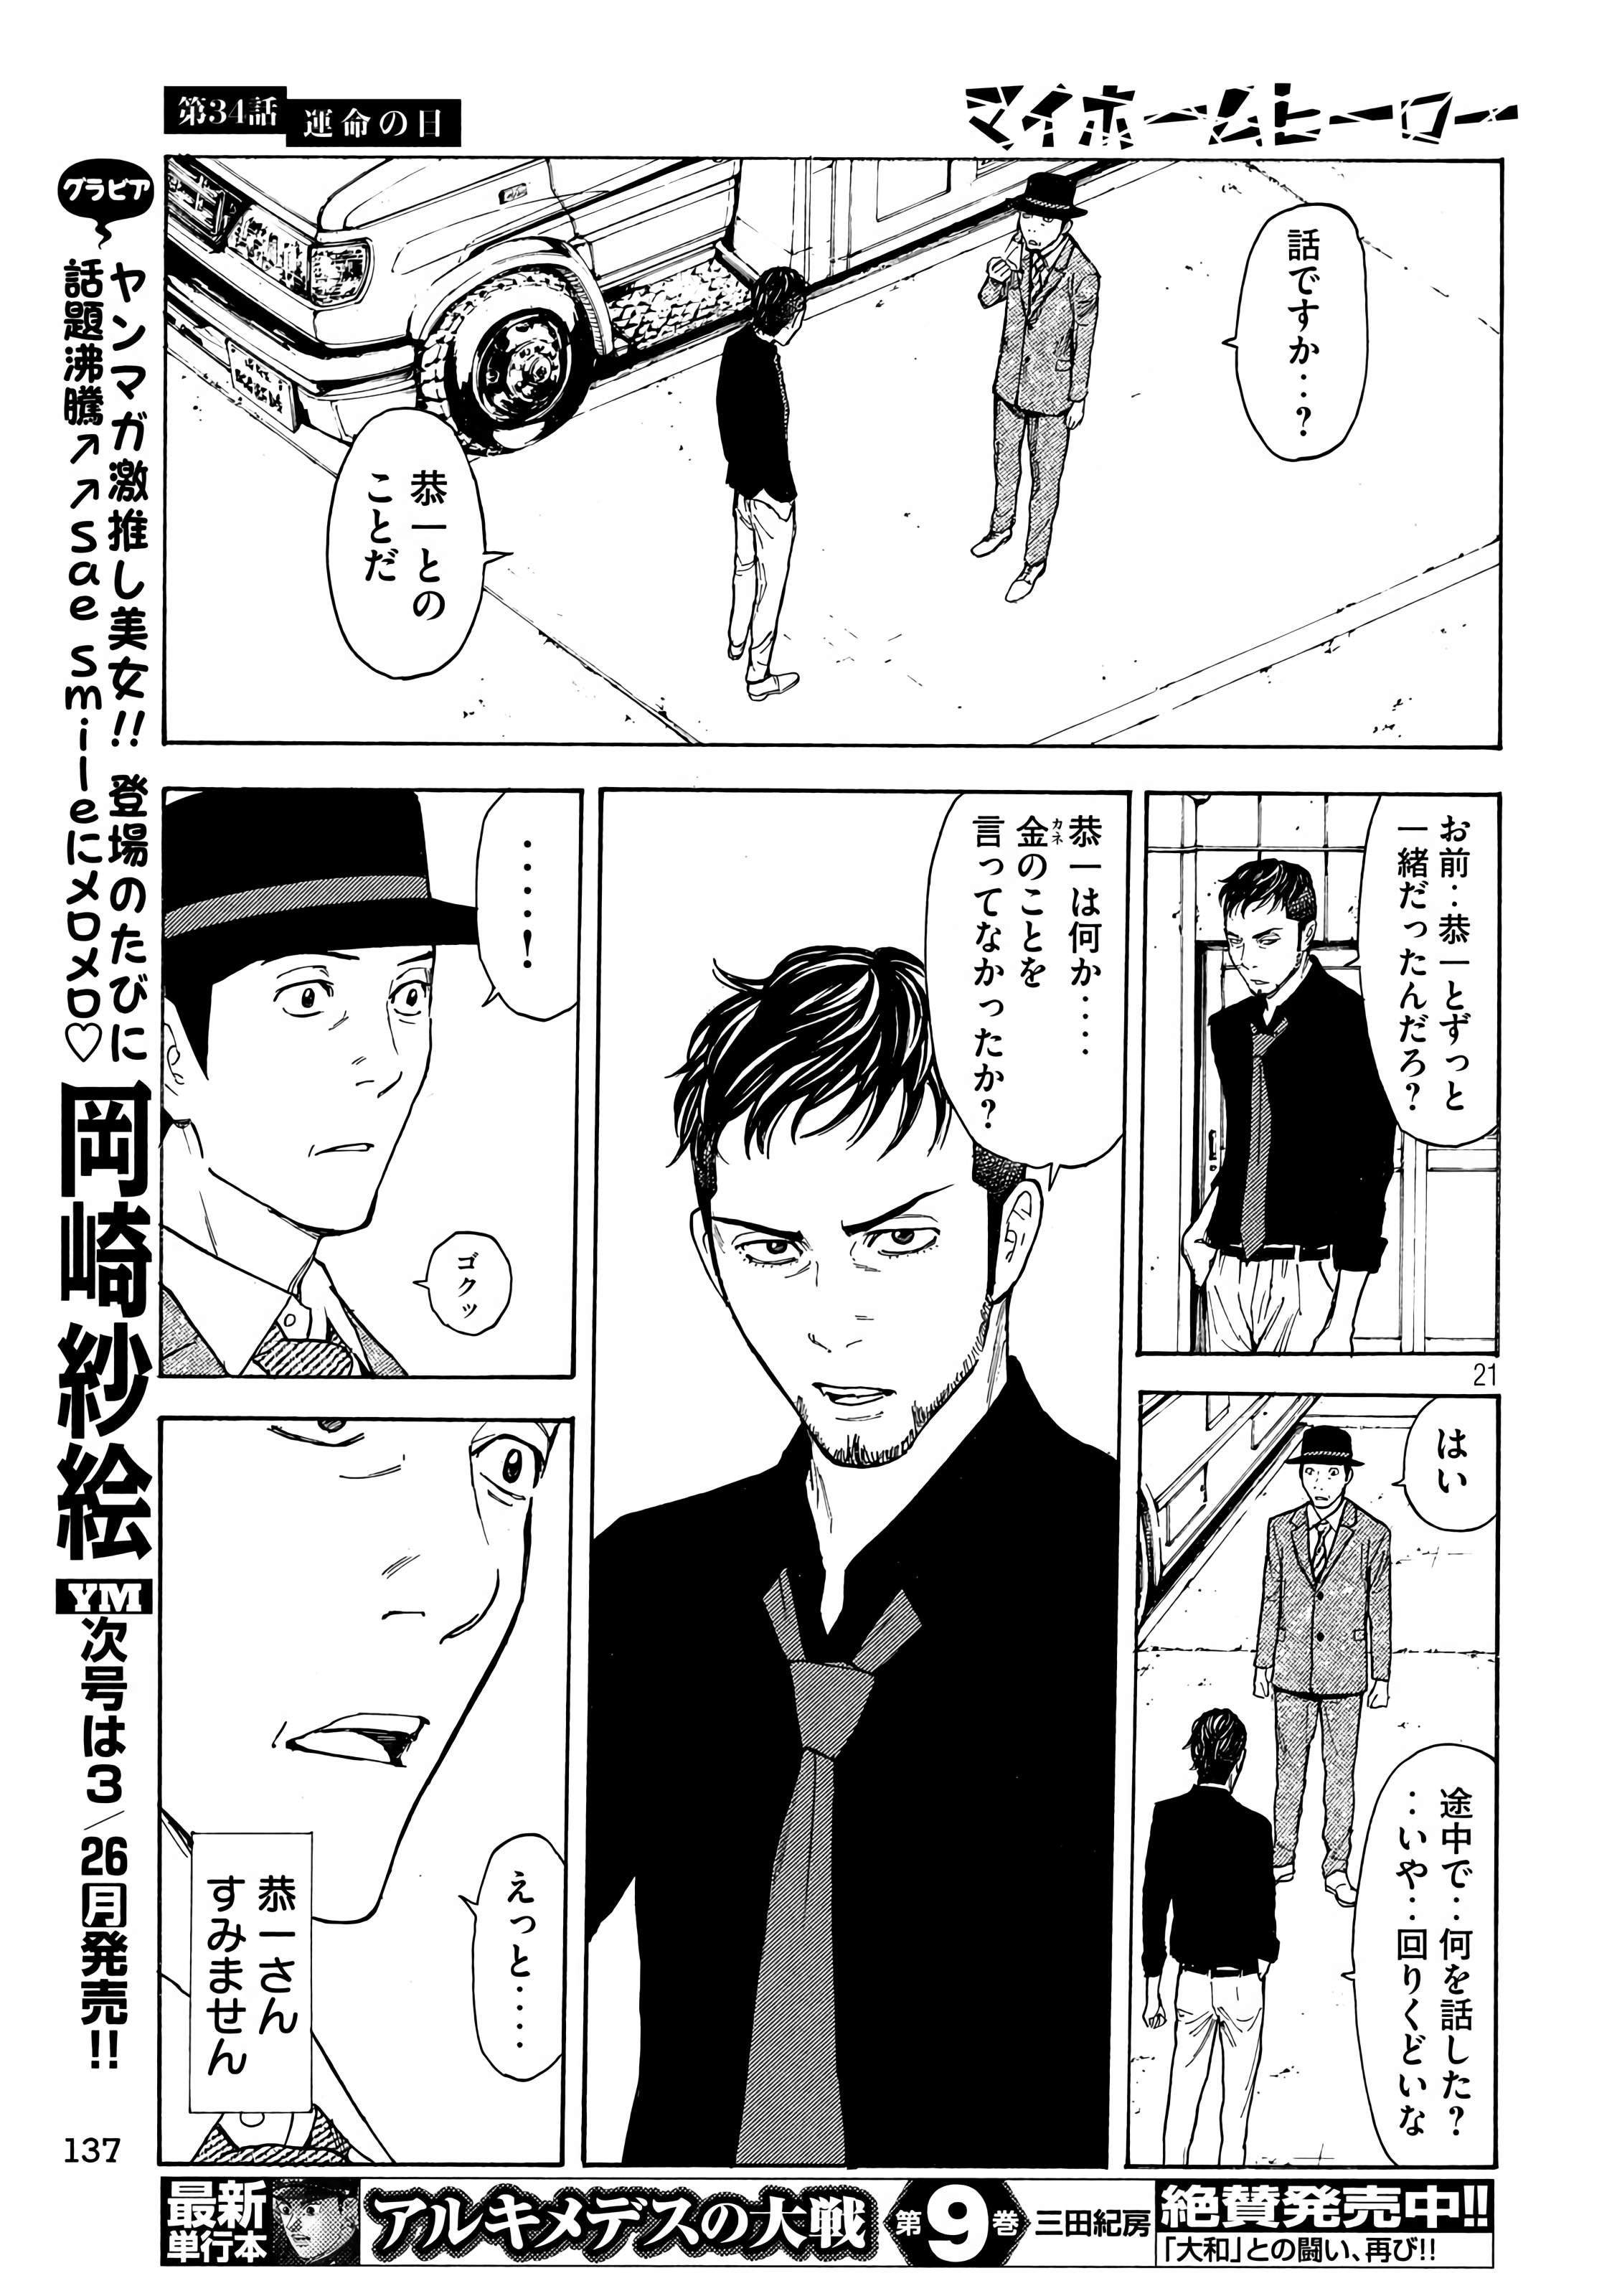 第34話
運命の日
マイホームヒーロー
話ですか‥?
恭一との
ことだ
お前‥恭一とずっと
一緒だったんだろ?
はい
途中で‥何を話した?
‥いや‥回りくどいな
恭一は何か‥‥
金のことを
カネ
言ってなかったか?
‥‥!
ゴクッ
えっと‥‥
恭一さん
すみません
21
グラビア
ヤンマガ激推し美女!! 登場のたびに
話題沸騰↗↗Sae SmileにメロメロC♡
岡﨑紗絵
YM次号は3/26月発売!!
137
最新
単行本
アルキメデスの大戦
第9巻
三田紀房
絶賛発売中!!
「大和」との闘い、再び!!